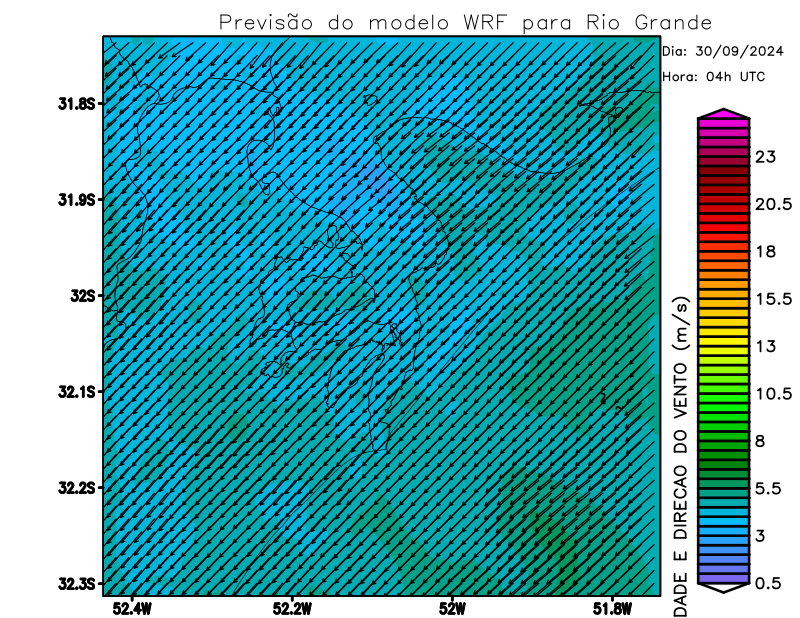 Previsão do modelo WRF para Rio Grande
Dia: 30/09/2024
Hora: 04h UTC
31.8S
31.9S
32S
32.1S
32.2S
32.3S
52.4W
52.2W
52W
51.8W
23
20.5
18
15.5
13
10.5
8
5.5
3
0.5
DADE E DIRECAO DO VENTO (m/s)